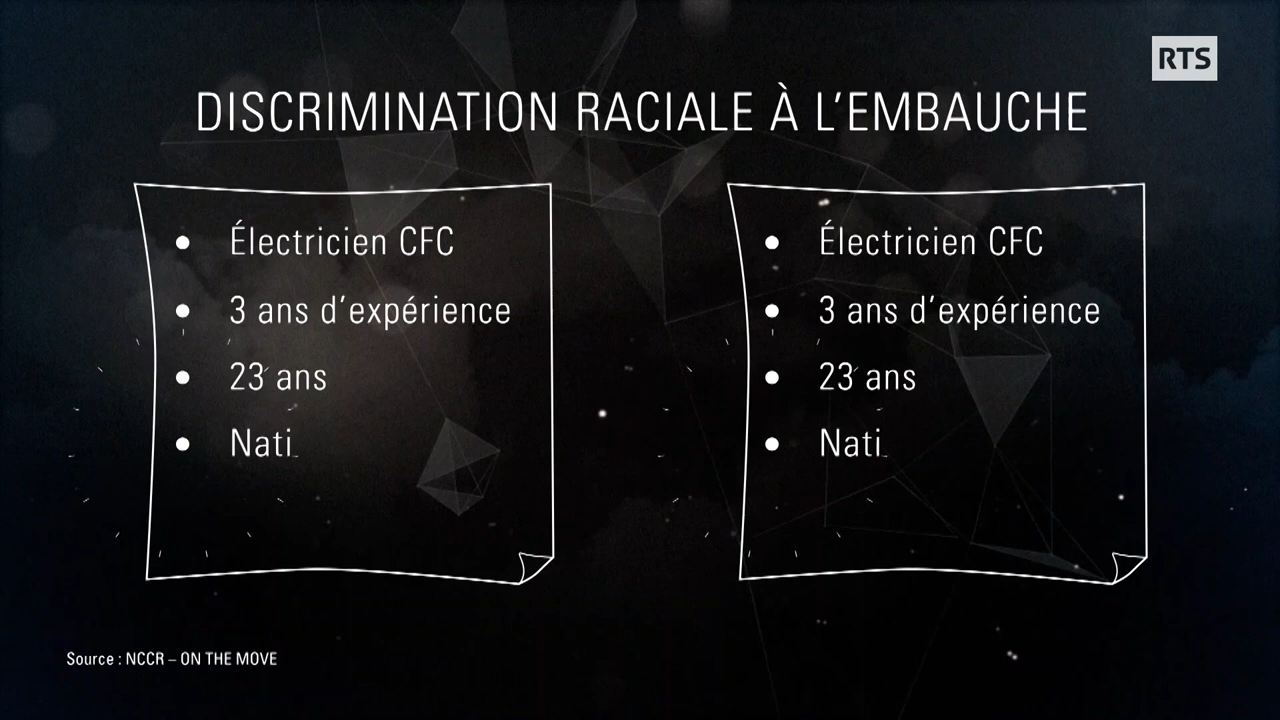 RTS
DISCRIMINATION RACIALE À L'EMBAUCHE
• Électricien CFC
• 3 ans d'expérience
• 23 ans
• Nati
• Électricien CFC
• 3 ans d'expérience
• 23 ans
• Nati
Source : NCCR – ON THE MOVE